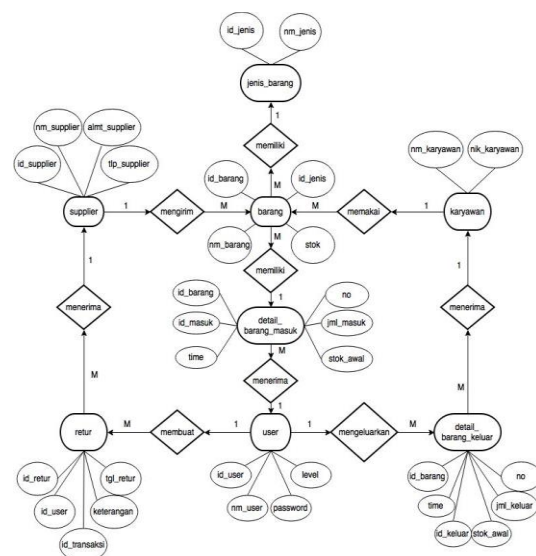 id_jenis
nm_jenis
jenis_barang
1
nm_supplier
almt_supplier
memiliki
nm_karyawan
nik_karyawan
id_supplier
tlp_supplier
id_barang
M
id_jenis
supplier
1
mengirim
M
barang
M
memakai
1
karyawan
nm_barang
M
stok
1
memiliki
1
id_barang
1
no
menerima
id_masuk
detail_
barang_masuk
jml_masuk
menerima
time
M
stok_awal
M
menerima
M
1
retur
M
membuat
1
user
1
mengeluarkan
M
detail_
barang_keluar
id_retur
tgl_retur
id_user
level
id_barang
no
id_user
keterangan
nm_user
password
time
jml_keluar
id_transaksi
id_keluar
stok_awal